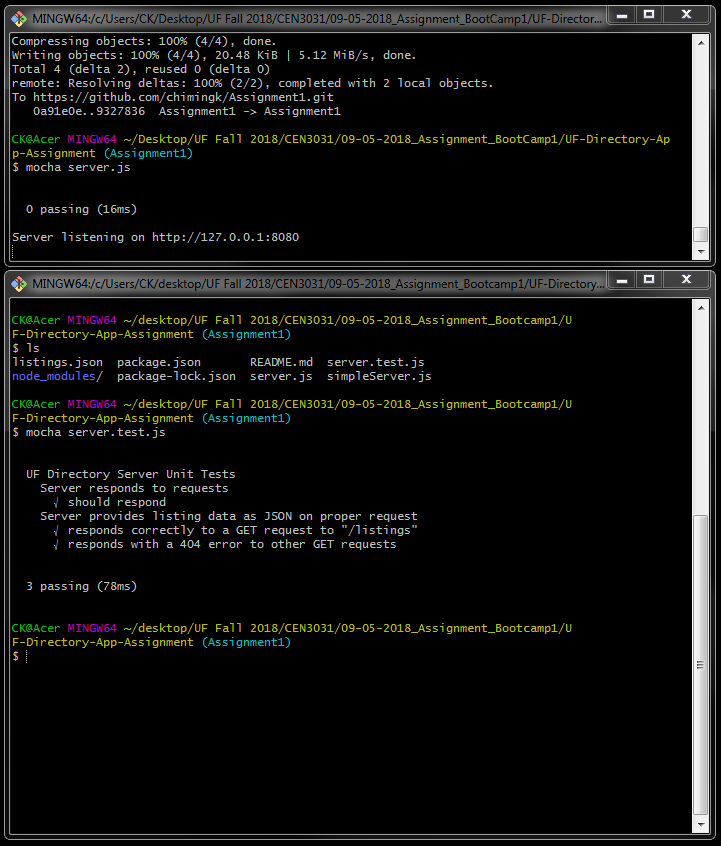 MINGW64:/c/Users/CK/Desktop/UF Fall 2018/CEN3031/09-05-2018_Assignment_BootCamp1/UF-Director...
Compressing objects: 100% (4/4), done.
Writing objects: 100% (4/4), 20.48 KiB | 5.12 MiB/s, done.
Total 4 (delta 2), reused 0 (delta 0)
remote: Resolving deltas: 100% (2/2), completed with 2 local objects.
To https://github.com/chimingk/Assignment1.git
   0a91e0e..9327836  Assignment1 -> Assignment1
CK@Acer MINGW64 ~/Desktop/UF Fall 2018/CEN3031/09-05-2018_Assignment_BootCamp1/UF-Directory-Ap
p-Assignment (Assignment1)
$ mocha server.js
  0 passing (16ms)
Server listening on http://127.0.0.1:8080
MINGW64:/c/Users/CK/desktop/UF Fall 2018/CEN3031/09-05-2018_Assignment_Bootcamp1/UF-Directory...
CK@Acer MINGW64 ~/desktop/UF Fall 2018/CEN3031/09-05-2018_Assignment_Bootcamp1/U
F-Directory-App-Assignment (Assignment1)
$ ls
listings.json  package.json       README.md  server.test.js
node_modules/  package-lock.json  server.js  simpleServer.js
CK@Acer MINGW64 ~/desktop/UF Fall 2018/CEN3031/09-05-2018_Assignment_Bootcamp1/U
F-Directory-App-Assignment (Assignment1)
$ mocha server.test.js
  UF Directory Server Unit Tests
    Server responds to requests
      √ should respond
    Server provides listing data as JSON on proper request
      √ responds correctly to a GET request to "/listings"
      √ responds with a 404 error to other GET requests
  3 passing (78ms)
CK@Acer MINGW64 ~/desktop/UF Fall 2018/CEN3031/09-05-2018_Assignment_Bootcamp1/U
F-Directory-App-Assignment (Assignment1)
$